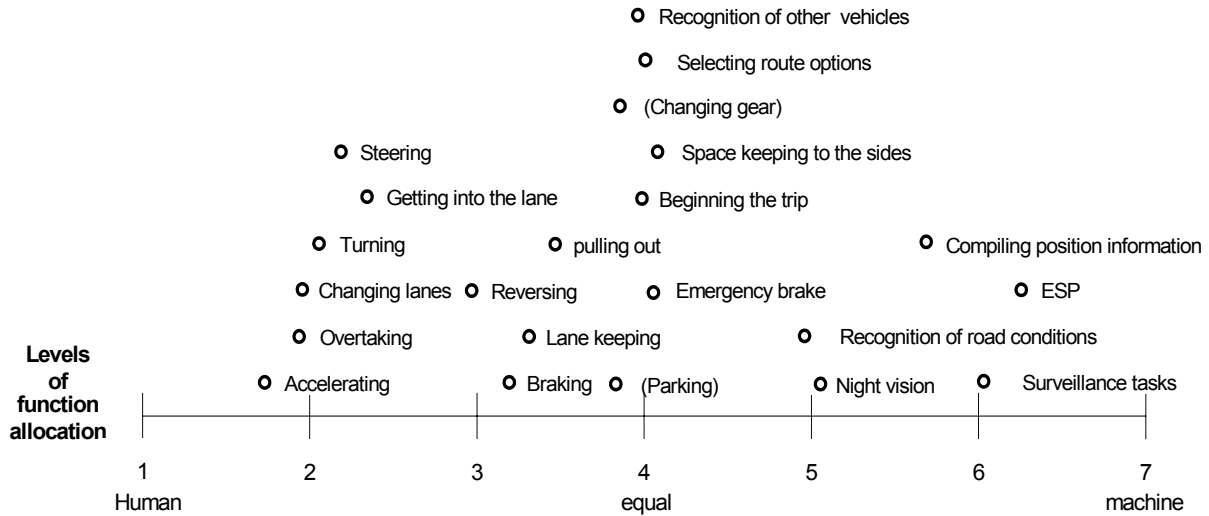 Recognition of other vehicles
Selecting route options
(Changing gear)
Steering
Space keeping to the sides
Getting into the lane
Beginning the trip
Turning
pulling out
Compiling position information
Changing lanes
Reversing
Emergency brake
ESP
Overtaking
Lane keeping
Recognition of road conditions
Accelerating
Braking
(Parking)
Night vision
Surveillance tasks
Levels
of
function
allocation
1 2 3 4 5 6 7
Human equal machine